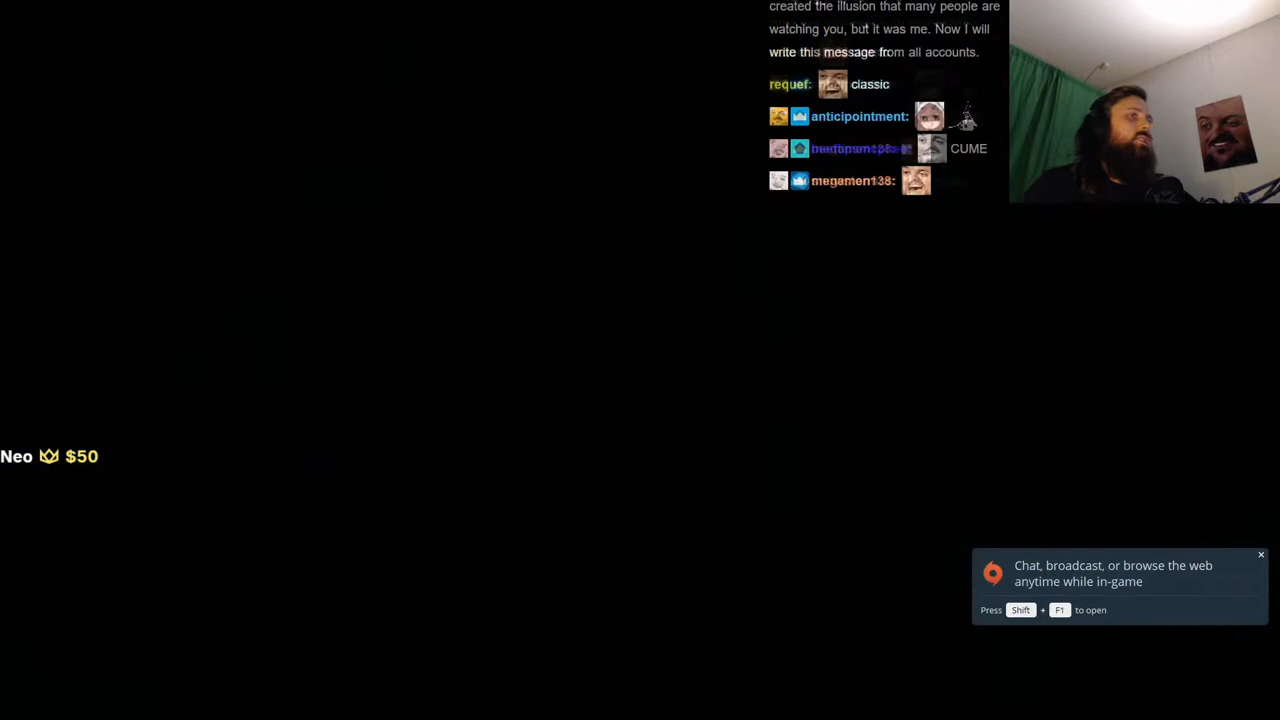 created the illusion that many people are
watching you, but it was me. Now I will
write this message from all accounts.
requef: classic
anticipointment:
CUME
megamen138:
Neo $50
Chat, broadcast, or browse the web
anytime while in-game
Press Shift + F1 to open